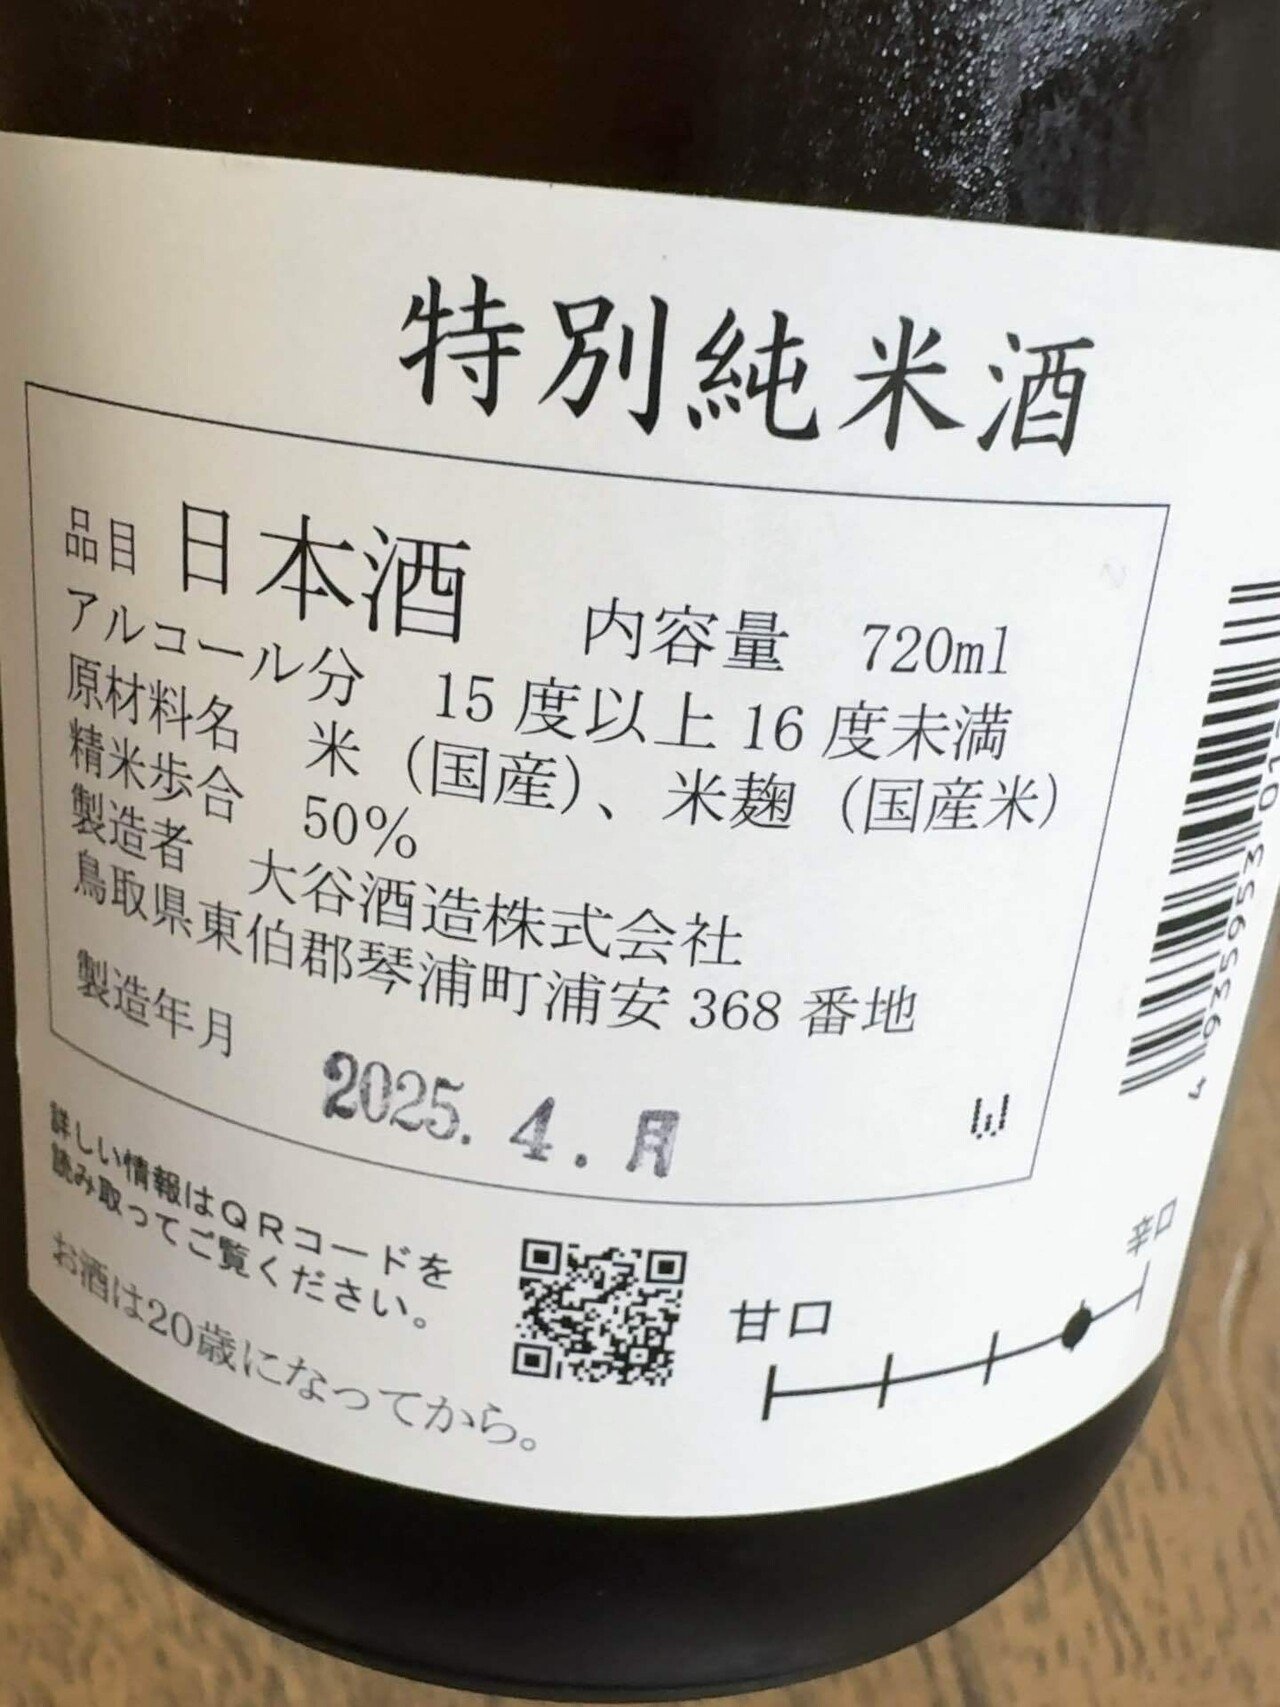 特別純米酒
品目 日本酒 内容量 720ml
アルコール分 15度以上16度未満
原材料名 米（国産）、米麹（国産米）
精米歩合 50%
製造者 大谷酒造株式会社
鳥取県東伯郡琴浦町浦安368番地
製造年月 2025. 4. 月
W
詳しい情報はQRコードを
読み取ってご覧ください。
お酒は20歳になってから。
甘口 辛口
4 935953 01